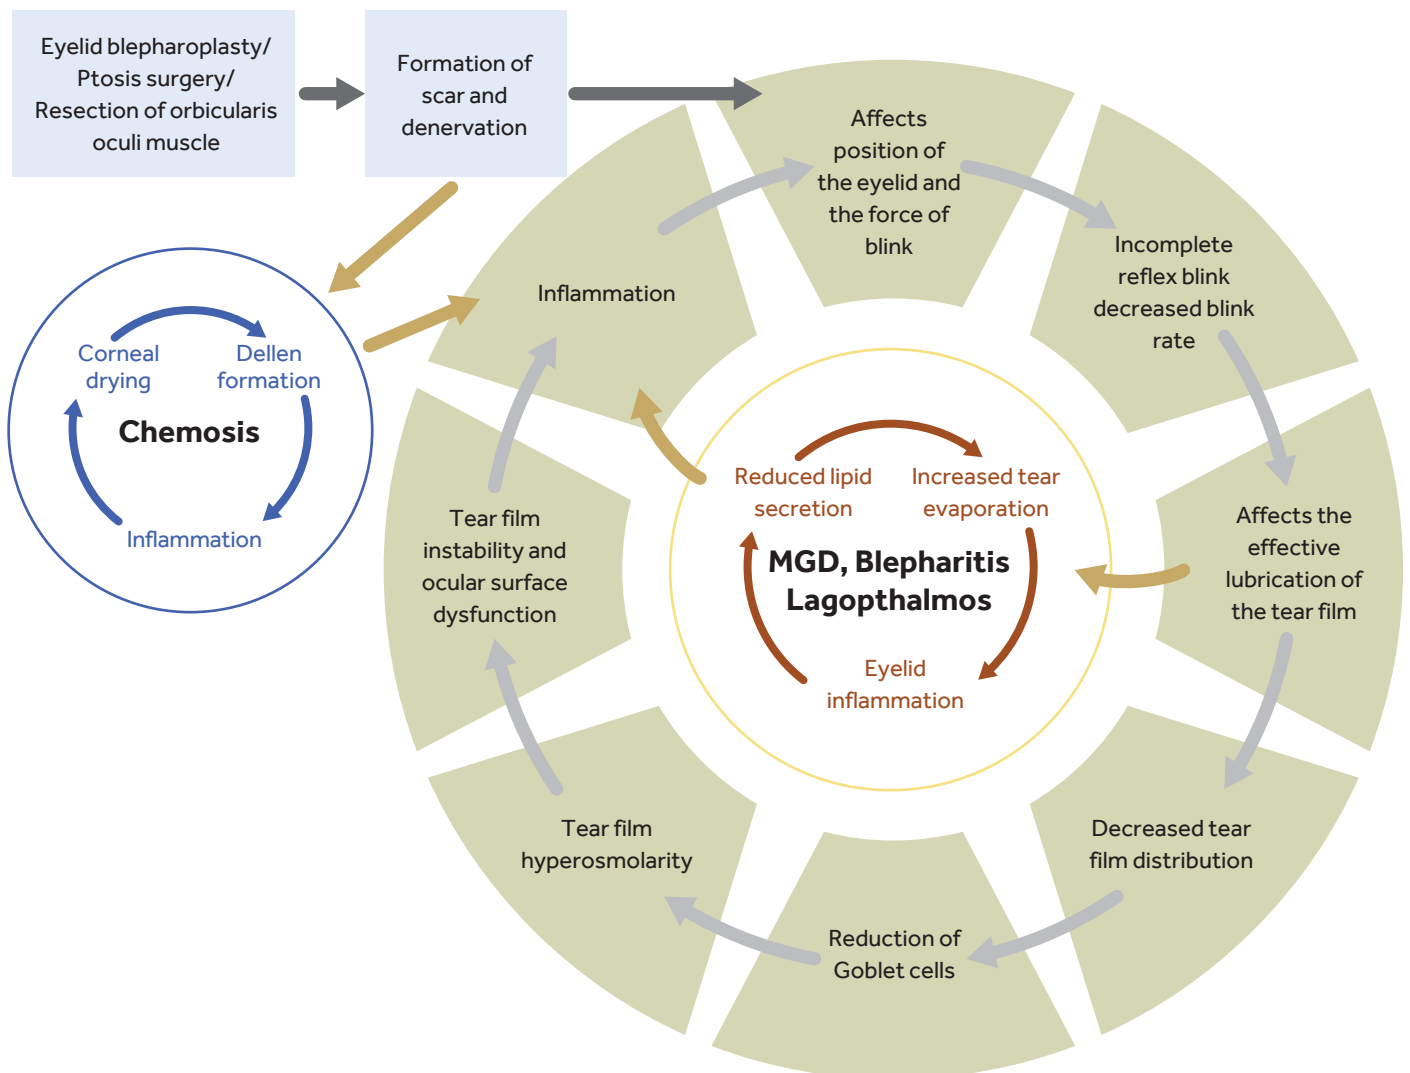 Eyelid blepharoplasty/
Ptosis surgery/
Resection of orbicularis
oculi muscle
Formation of
scar and
denervation
Affects
position of
the eyelid and
the force of
blink
Incomplete
reflex blink
decreased blink
rate
Affects the
effective
lubrication of
the tear film
Decreased tear
film distribution
Reduction of
Goblet cells
Tear film
hyperosmolarity
Tear film
instability and
ocular surface
dysfunction
Inflammation
Corneal
drying
Dellen
formation
Chemosis
Inflammation
Reduced lipid
secretion
Increased tear
evaporation
MGD, Blepharitis
Lagopthalmos
Eyelid
inflammation